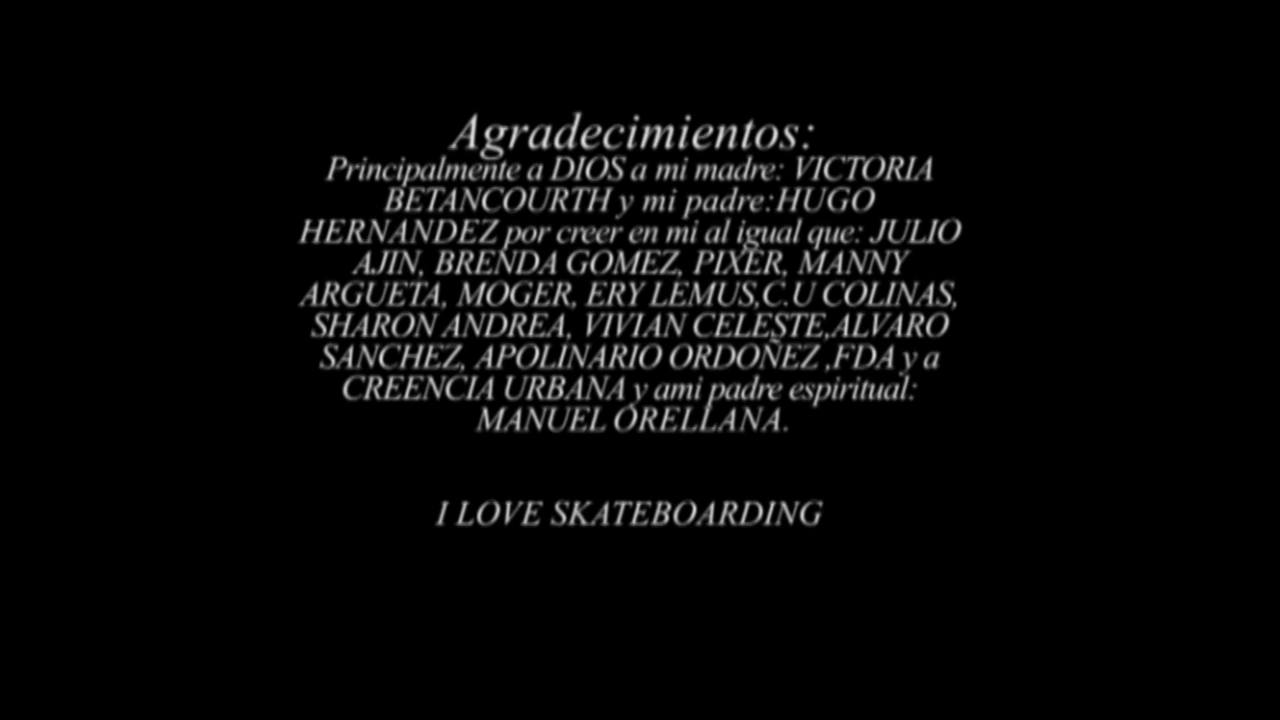 Agradecimientos:
Principalmente a DIOS a mi madre: VICTORIA
BETANCOURTH y mi padre:HUGO
HERNANDEZ por creer en mi al igual que: JULIO
AJIN, BRENDA GOMEZ, PIXER, MANNY
ARGUETA, MOGER, ERY LEMUS,C.U COLINAS,
SHARON ANDREA, VIVIAN CELESTE,ALVARO
SANCHEZ, APOLINARIO ORDOÑEZ ,FDA y a
CREENCIA URBANA y ami padre espiritual:
MANUEL ORELLANA.
I LOVE SKATEBOARDING